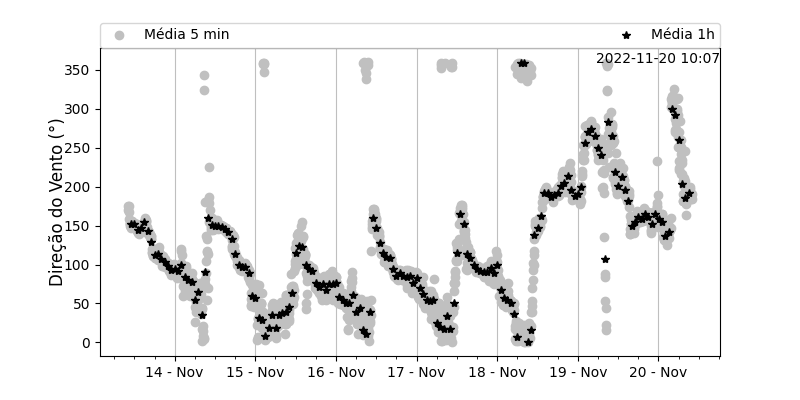 Média 5 min
Média 1h
2022-11-20 10:07
Direção do Vento (°)
350
300
250
200
150
100
50
0
14 - Nov
15 - Nov
16 - Nov
17 - Nov
18 - Nov
19 - Nov
20 - Nov